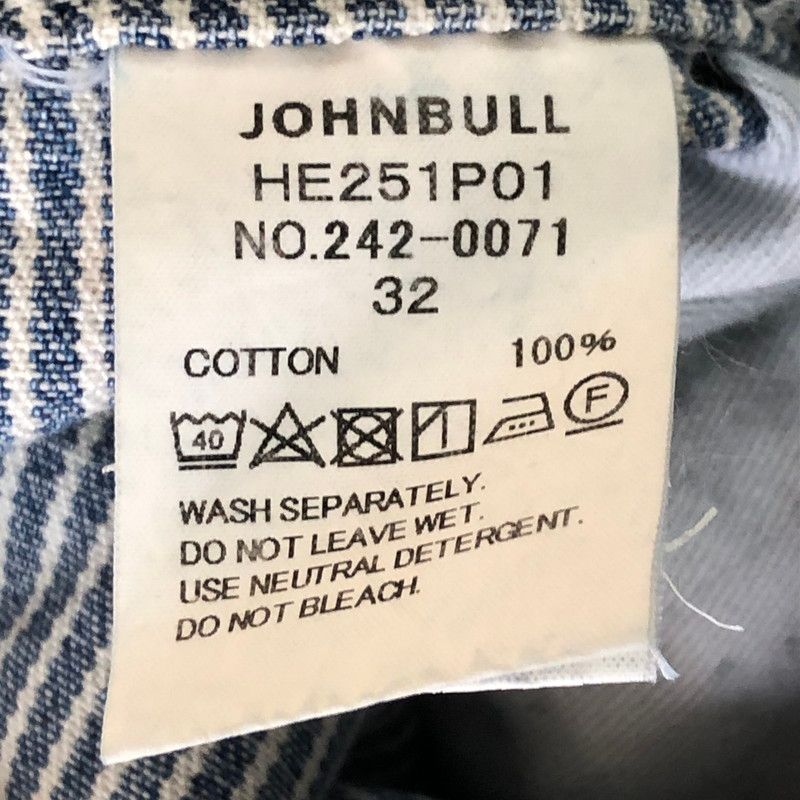 JOHNBULL
HE251P01
NO.242-0071
32
COTTON 100%
40 F
WASH SEPARATELY.
DO NOT LEAVE WET.
USE NEUTRAL DETERGENT.
DO NOT BLEACH.